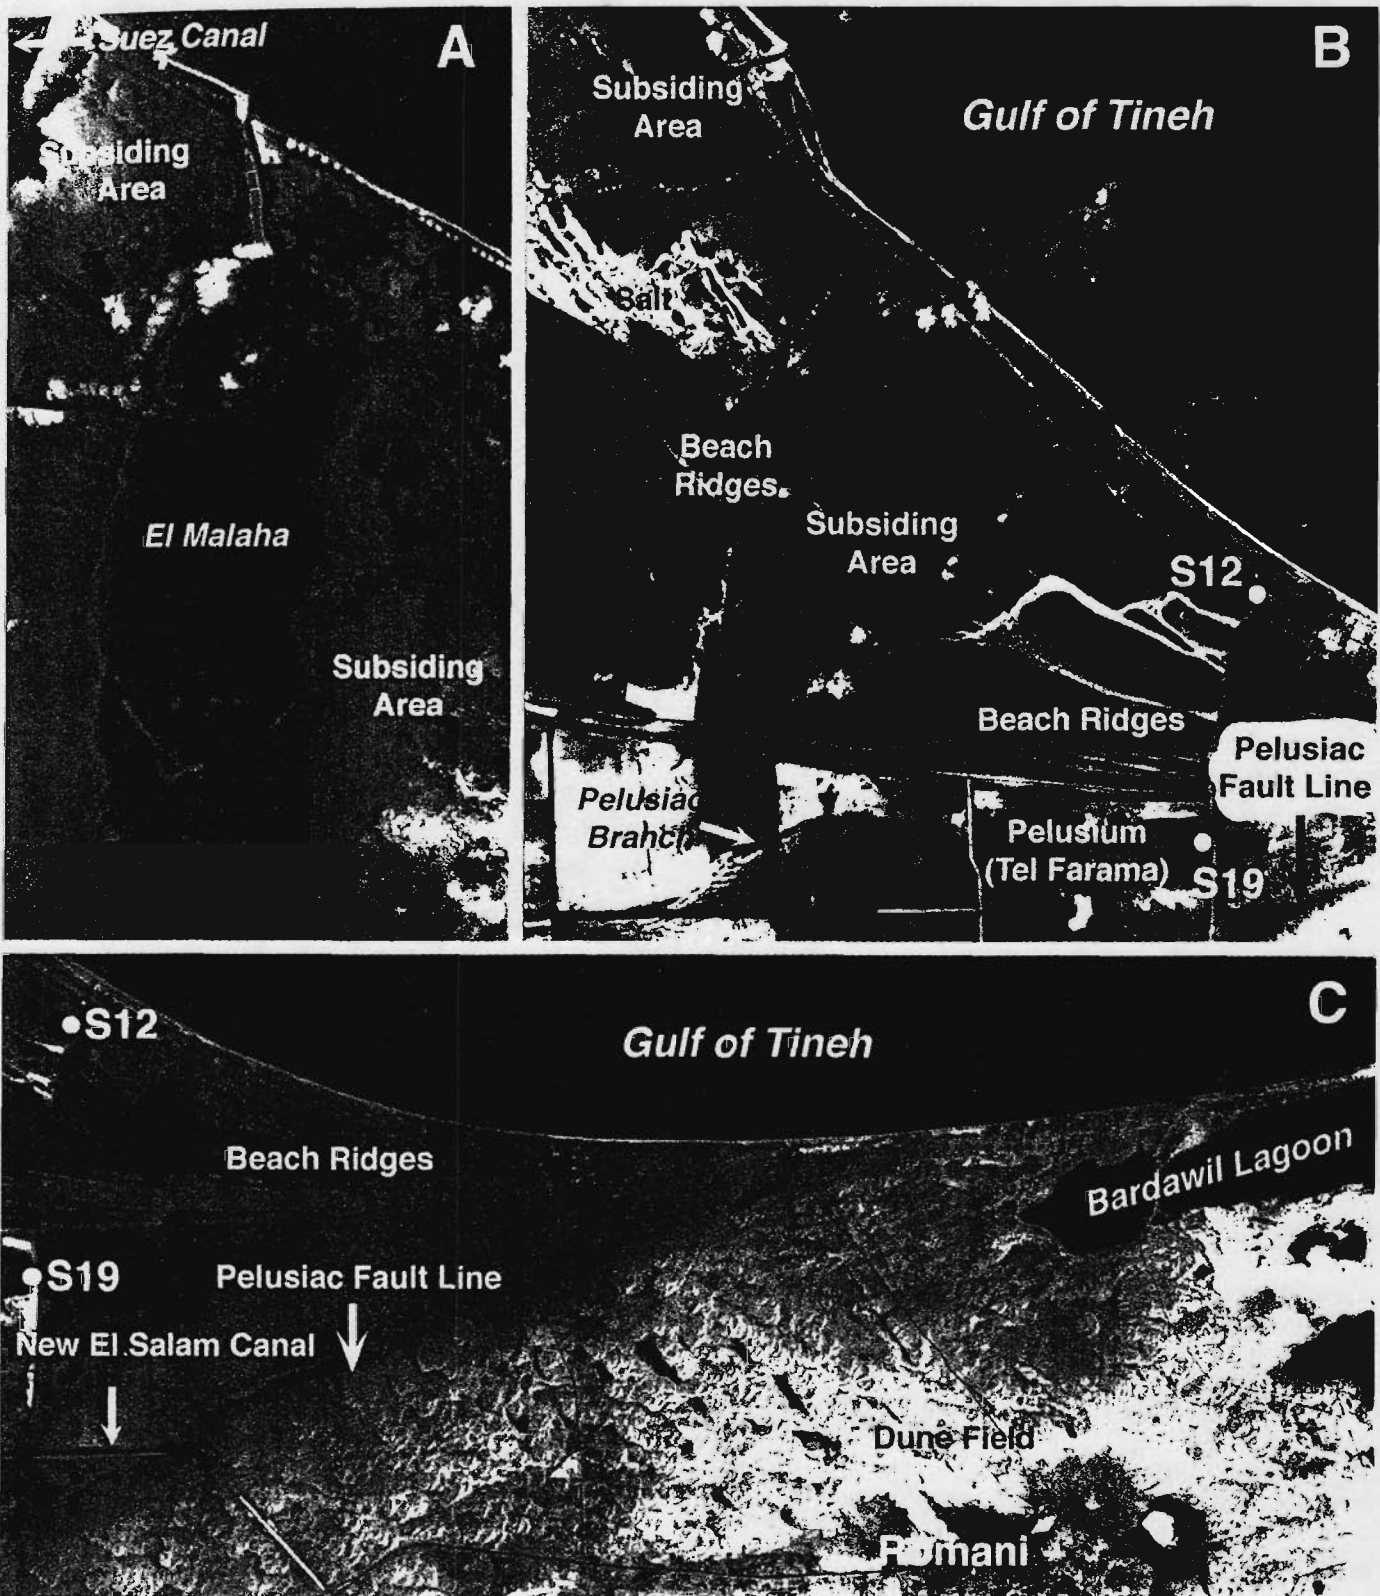 Suez Canal
A
Subsiding
Area
El Malaha
Subsiding
Area
B
Subsiding
Area
Gulf of Tineh
Salt
Beach
Ridges
Subsiding
Area
S12
Beach Ridges
Pelusiac
Fault Line
Pelusiac
Branch
Pelusium
(Tel Farama)
S19
C
S12
Gulf of Tineh
Beach Ridges
Bardawil Lagoon
S19
Pelusiac Fault Line
New El Salam Canal
Dune Field
Romani